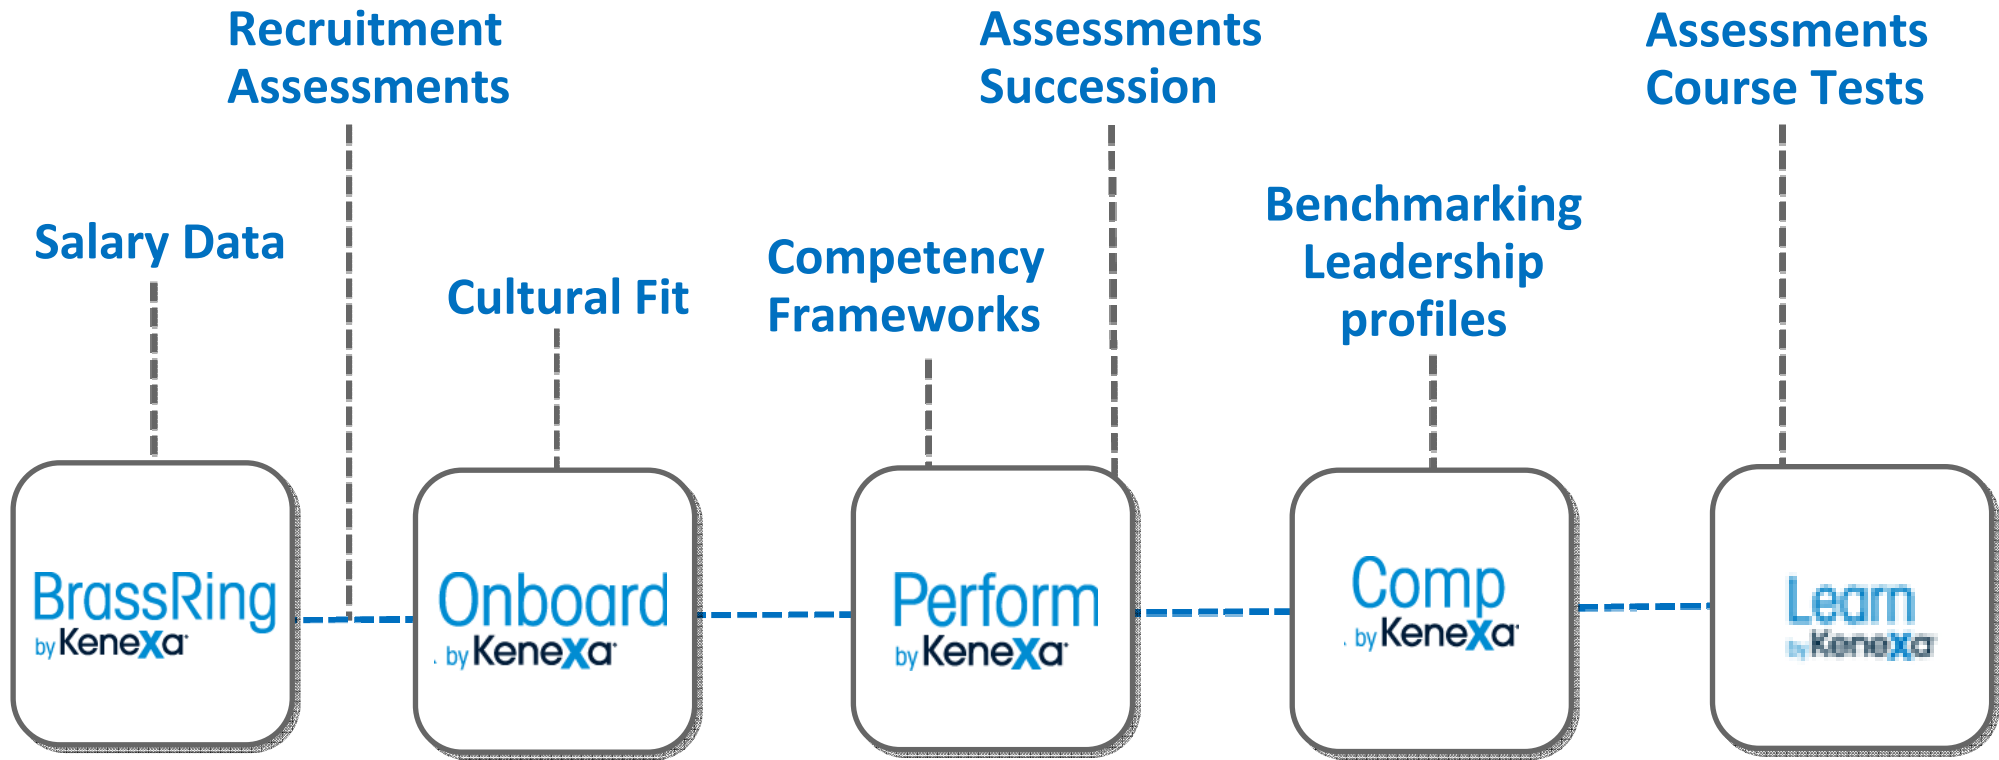 Recruitment
Assessments
Assessments
Succession
Assessments
Course Tests
Salary Data
Cultural Fit
Competency
Frameworks
Benchmarking
Leadership
profiles
BrassRing
by Kenexa
Onboard
by Kenexa
Perform
by Kenexa
Comp
by Kenexa
Learn
by Kenexa